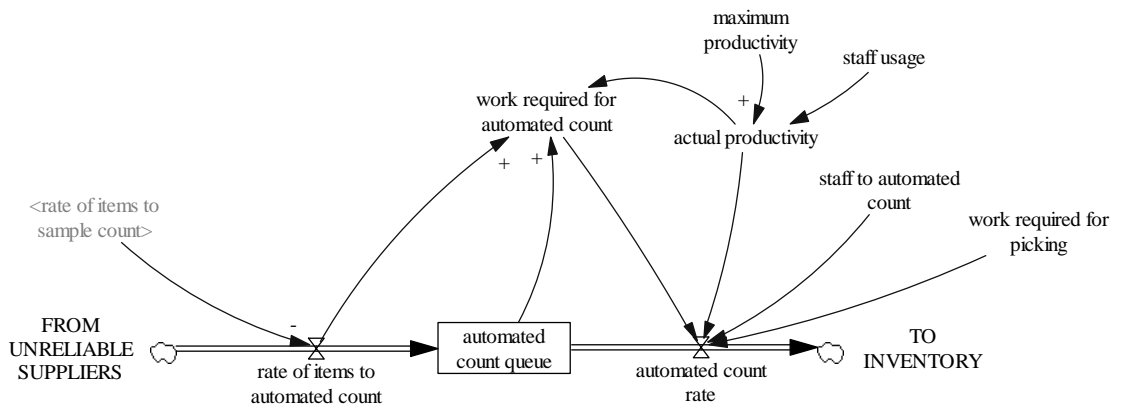 maximum
productivity
staff usage
work required for
automated count
+
actual productivity
+
+
staff to automated
count
<rate of items to
sample count>
work required for
picking
-
FROM
UNRELIABLE
SUPPLIERS
automated
count queue
TO
INVENTORY
rate of items to
automated count
automated count
rate